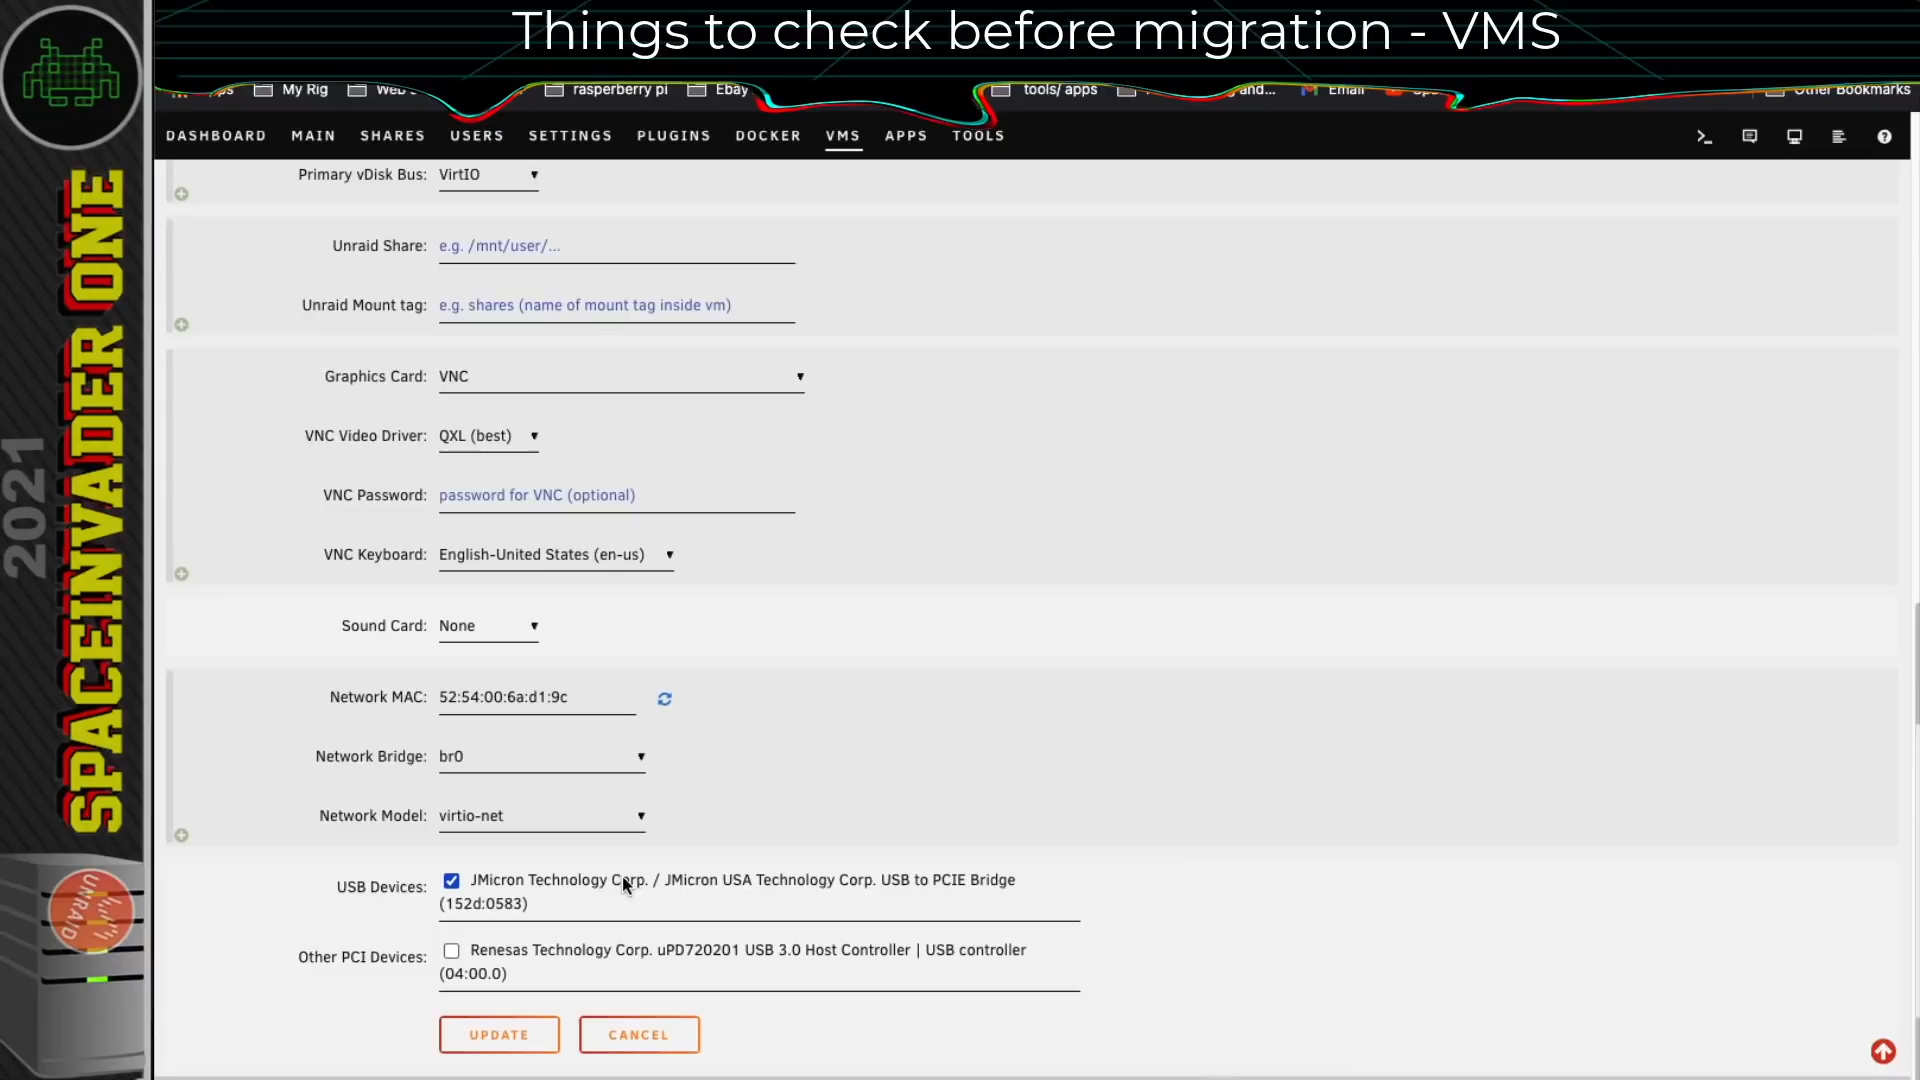 Things to check before migration - VMS
My Rig
rasperberry pi
Ebay
tools/ apps
and...
Email
Other Bookmarks
DASHBOARD MAIN SHARES USERS SETTINGS PLUGINS DOCKER VMS APPS TOOLS
Primary vDisk Bus: VirtIO
Unraid Share: e.g. /mnt/user/...
Unraid Mount tag: e.g. shares (name of mount tag inside vm)
Graphics Card: VNC
VNC Video Driver: QXL (best)
VNC Password: password for VNC (optional)
VNC Keyboard: English-United States (en-us)
Sound Card: None
Network MAC: 52:54:00:6a:d1:9c
Network Bridge: br0
Network Model: virtio-net
USB Devices: JMicron Technology Corp. / JMicron USA Technology Corp. USB to PCIE Bridge
(152d:0583)
Other PCI Devices: Renesas Technology Corp. uPD720201 USB 3.0 Host Controller | USB controller
(04:00.0)
UPDATE CANCEL
2021
SPACEINVADER ONE
UNRAID